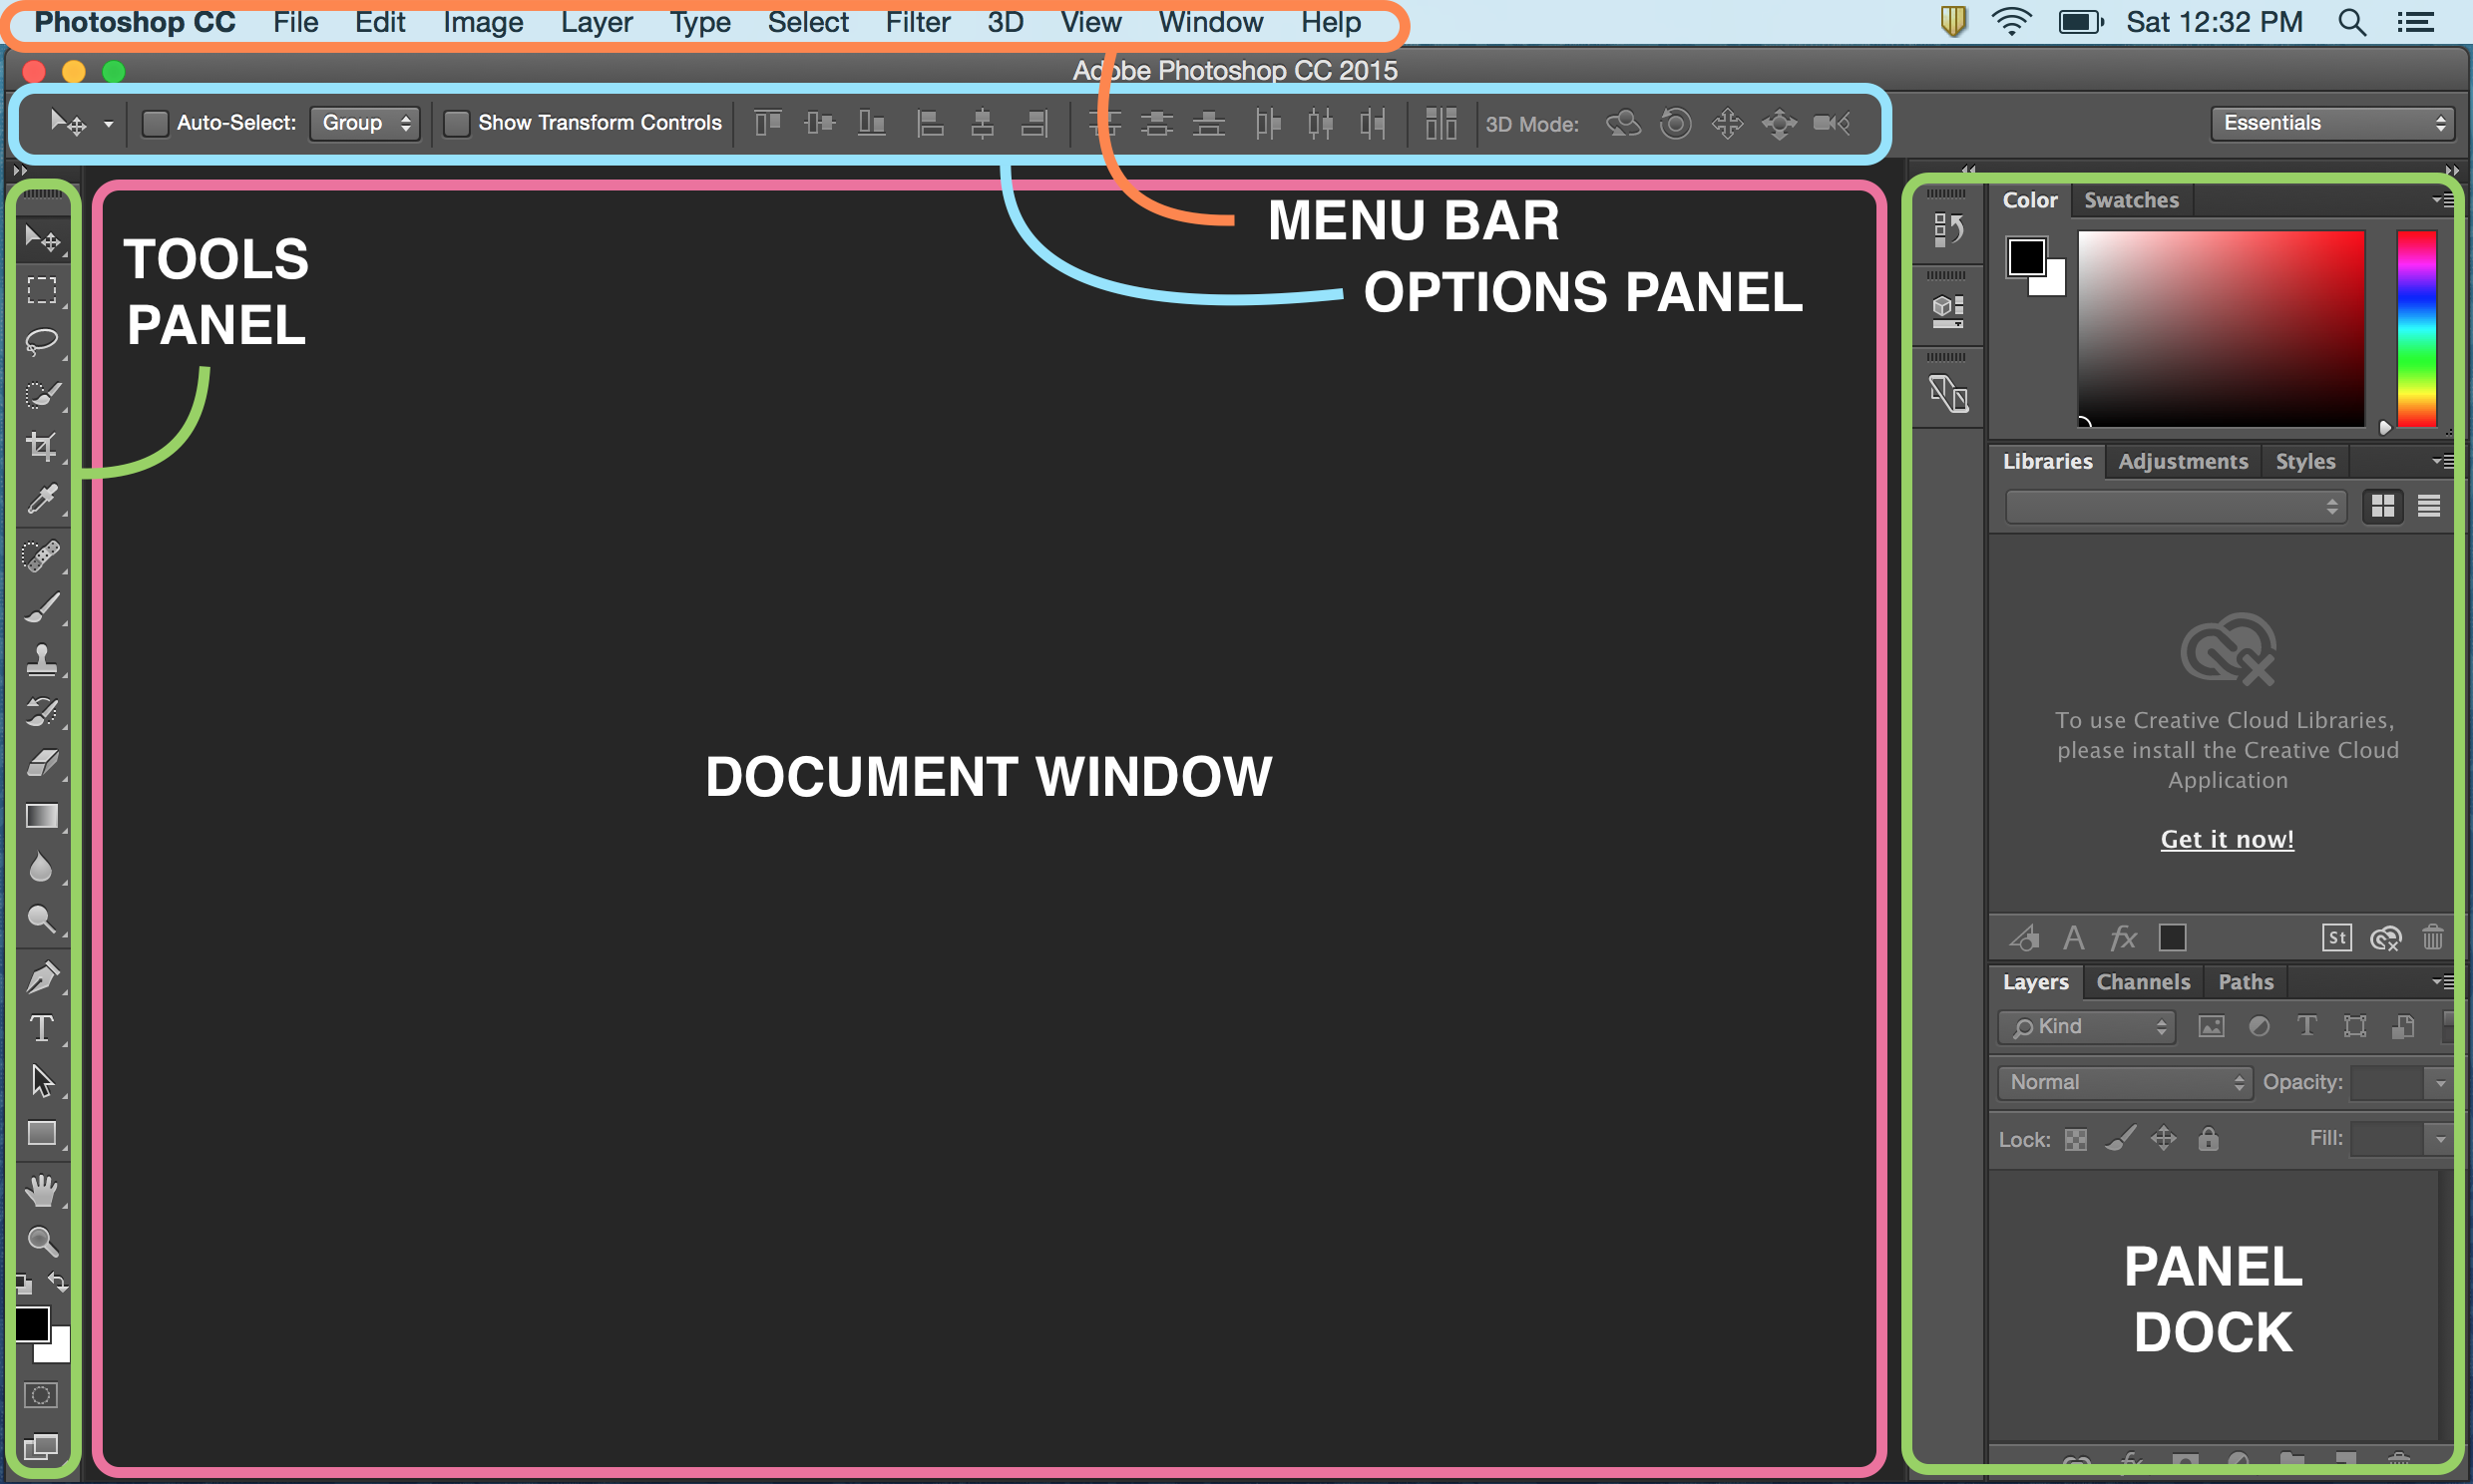 Photoshop CC File Edit Image Layer Type Select Filter 3D View Window Help Sat 12:32 PM
Adobe Photoshop CC 2015
Auto-Select: Group Show Transform Controls 3D Mode: Essentials
TOOLS
PANEL
MENU BAR
OPTIONS PANEL
DOCUMENT WINDOW
Color Swatches
Libraries Adjustments Styles
To use Creative Cloud Libraries,
please install the Creative Cloud
Application
Get it now!
A fx St
Layers Channels Paths
Kind T
Normal Opacity:
Lock: Fill:
PANEL
DOCK
fx
T